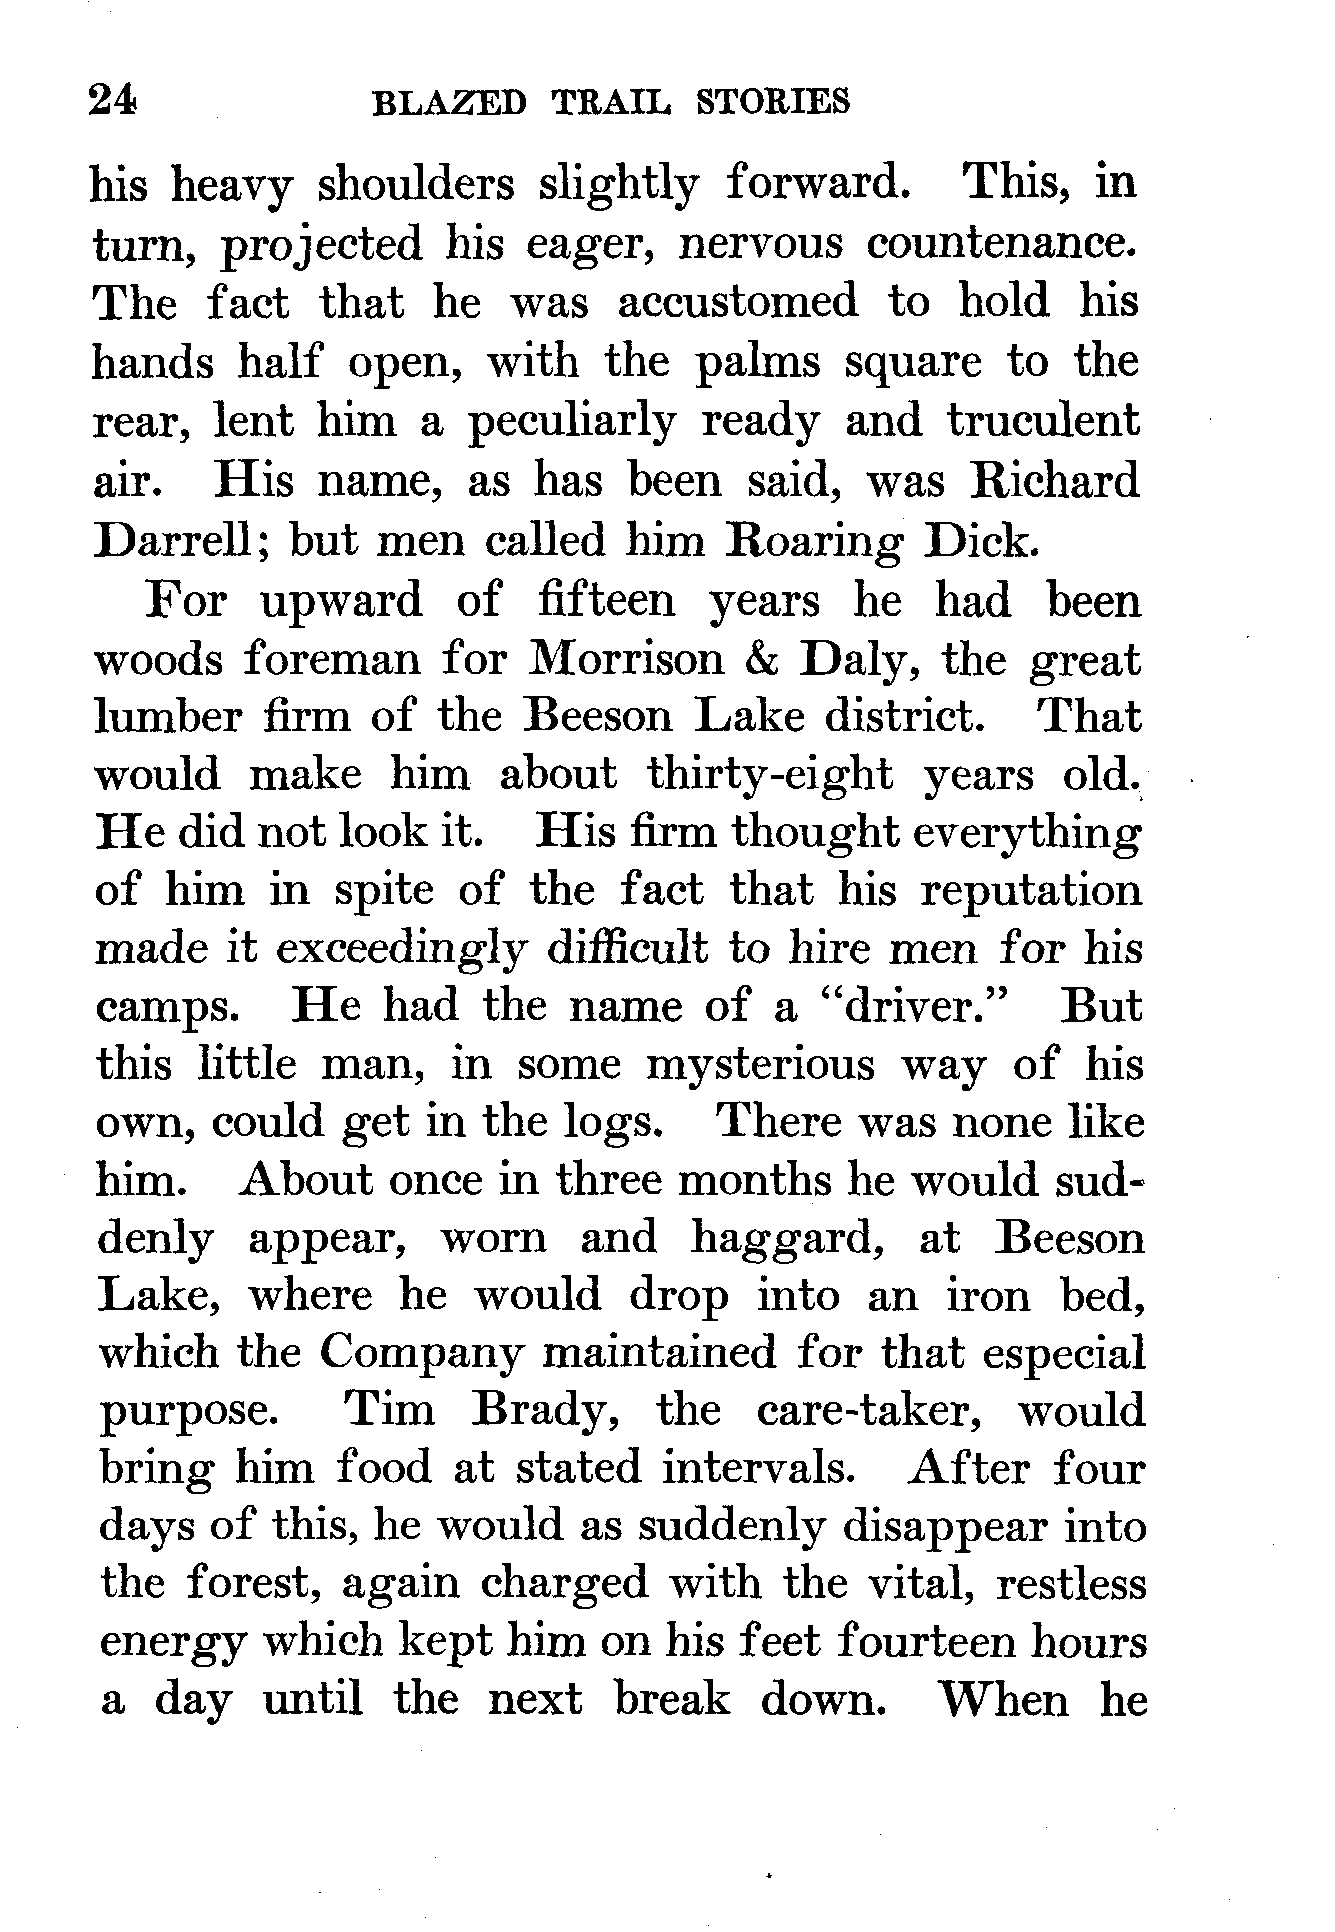 24 BLAZED TRAIL STORIES
his heavy shoulders slightly forward. This, in
turn, projected his eager, nervous countenance.
The fact that he was accustomed to hold his
hands half open, with the palms square to the
rear, lent him a peculiarly ready and truculent
air. His name, as has been said, was Richard
Darrell; but men called him Roaring Dick.
For upward of fifteen years he had been
woods foreman for Morrison & Daly, the great
lumber firm of the Beeson Lake district. That
would make him about thirty-eight years old.
He did not look it. His firm thought everything
of him in spite of the fact that his reputation
made it exceedingly difficult to hire men for his
camps. He had the name of a “driver.” But
this little man, in some mysterious way of his
own, could get in the logs. There was none like
him. About once in three months he would sud-
denly appear, worn and haggard, at Beeson
Lake, where he would drop into an iron bed,
which the Company maintained for that especial
purpose. Tim Brady, the care-taker, would
bring him food at stated intervals. After four
days of this, he would as suddenly disappear into
the forest, again charged with the vital, restless
energy which kept him on his feet fourteen hours
a day until the next break down. When he